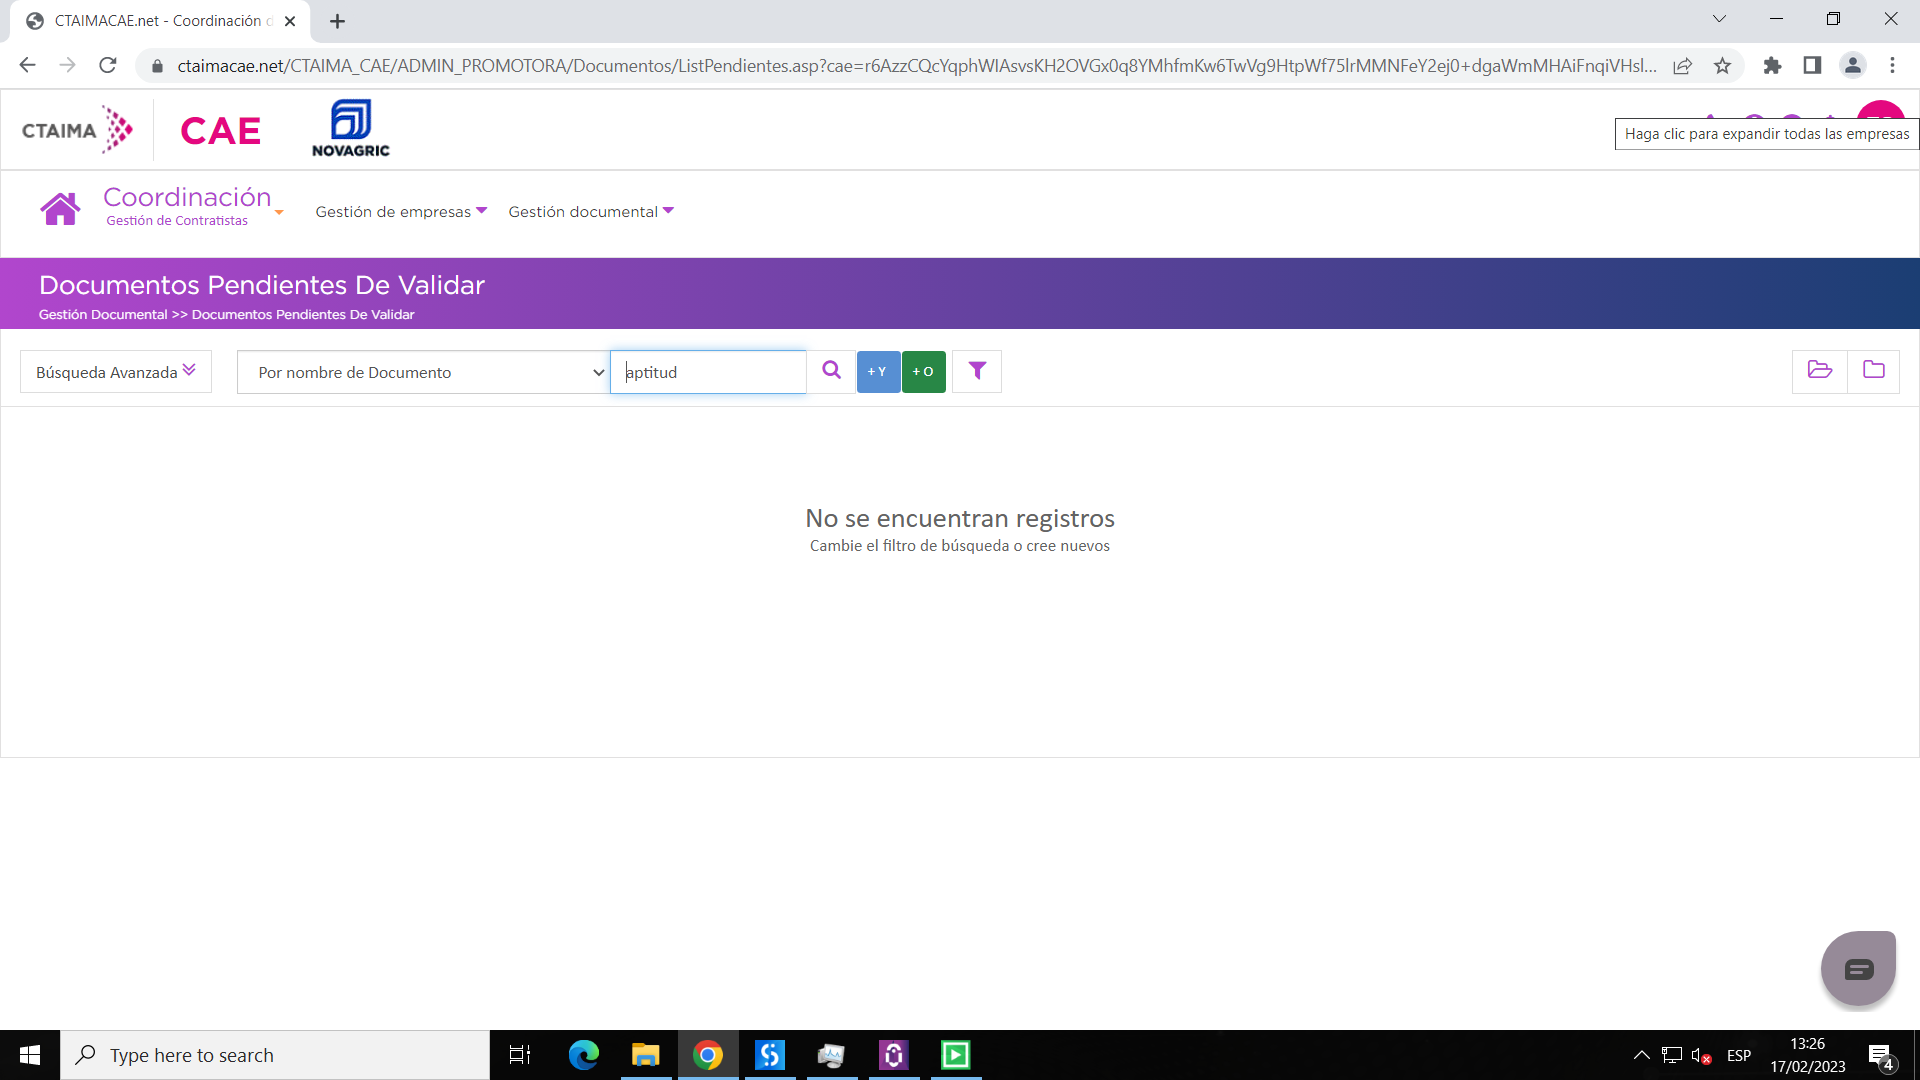 CTAIMACAE.net - Coordinación d
ctaimacae.net/CTAIMA_CAE/ADMIN_PROMOTORA/Documentos/ListPendientes.asp?cae=r6AzzCQcYqphWIAsvsKH2OVGx0q8YMhfmKw6TwVg9HtpWf75lrMMNFeY2ej0+dgaWmMHAiFnqiVHsl...
CTAIMA
CAE
NOVAGRIC
Haga clic para expandir todas las empresas
Coordinación
Gestión de Contratistas
Gestión de empresas
Gestión documental
Documentos Pendientes De Validar
Gestión Documental >> Documentos Pendientes De Validar
Búsqueda Avanzada
Por nombre de Documento
aptitud
+ Y
+ O
No se encuentran registros
Cambie el filtro de búsqueda o cree nuevos
Type here to search
ESP
13:26
17/02/2023
4